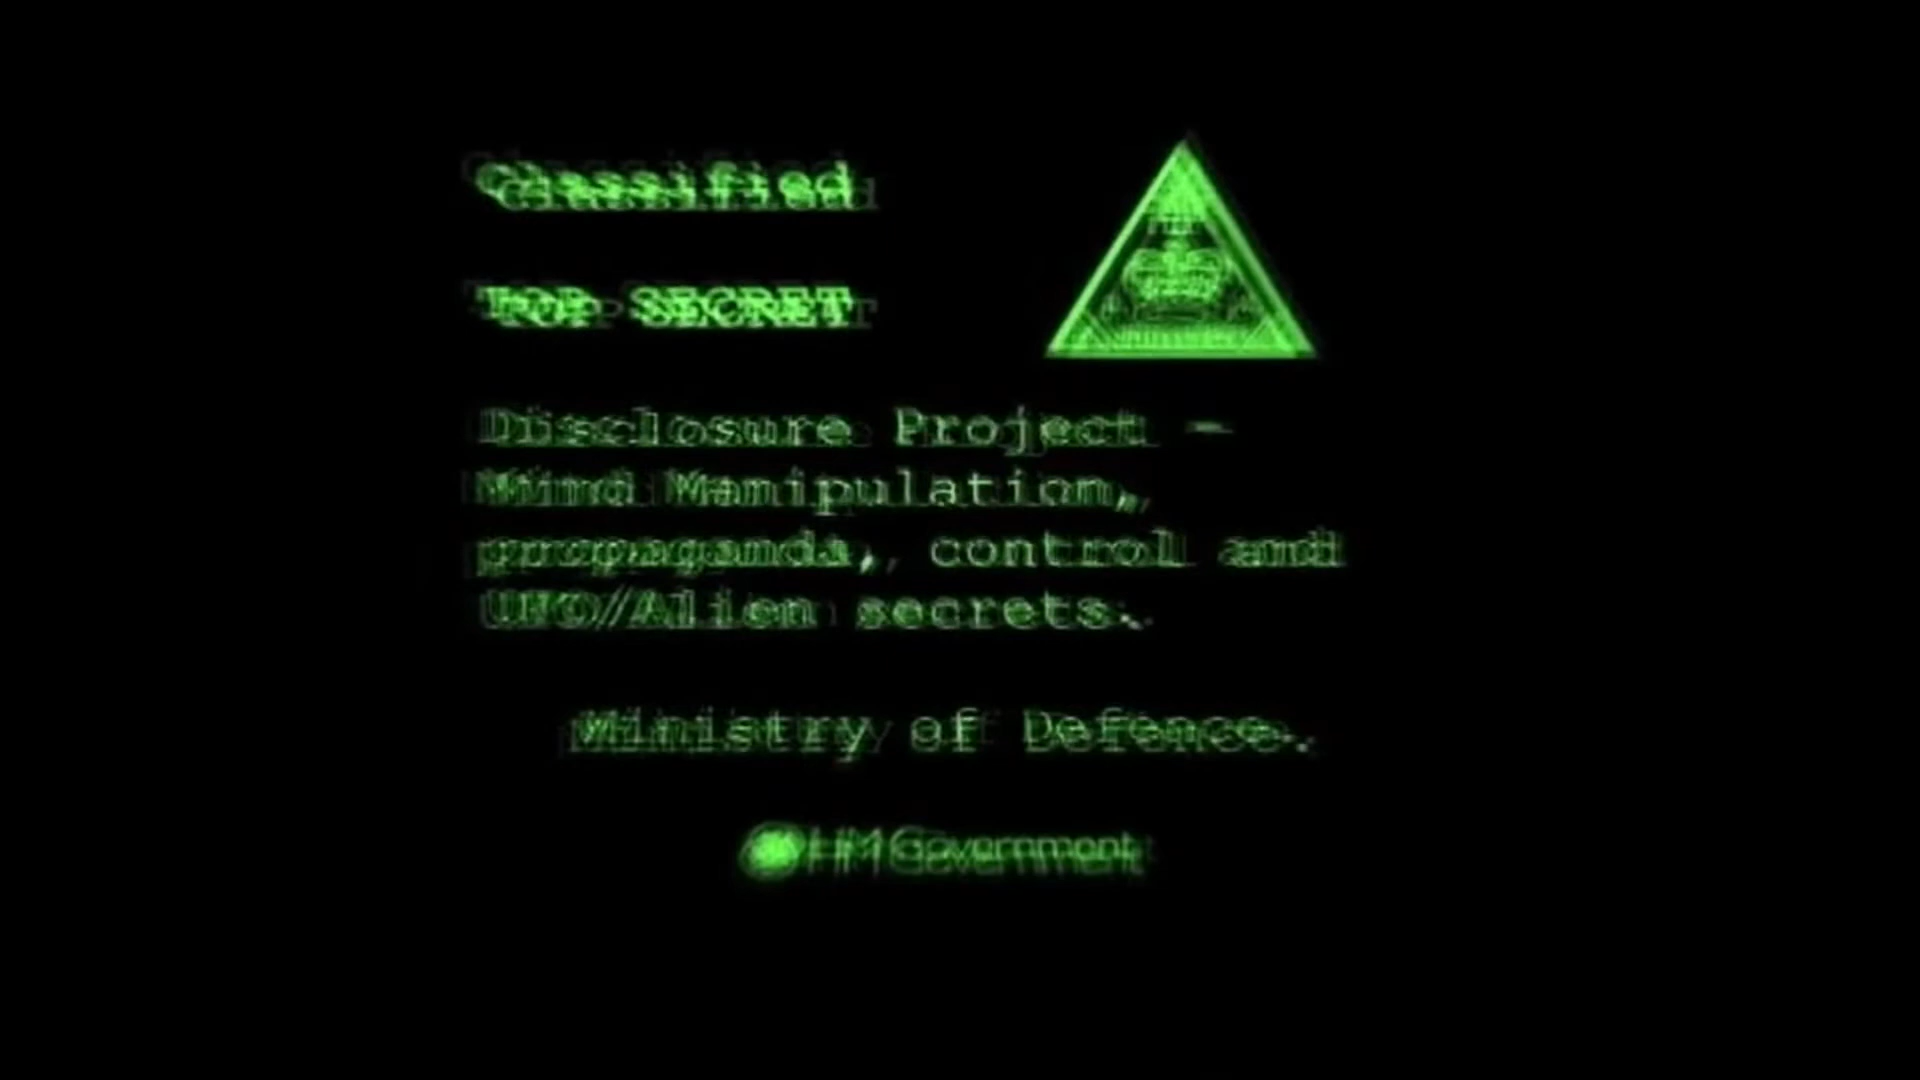 Classified
TOP SECRET
Disclosure Project -
Mind Manipulation,
propaganda, control and
UFO/Alien secrets.
Ministry of Defence.
HM Government